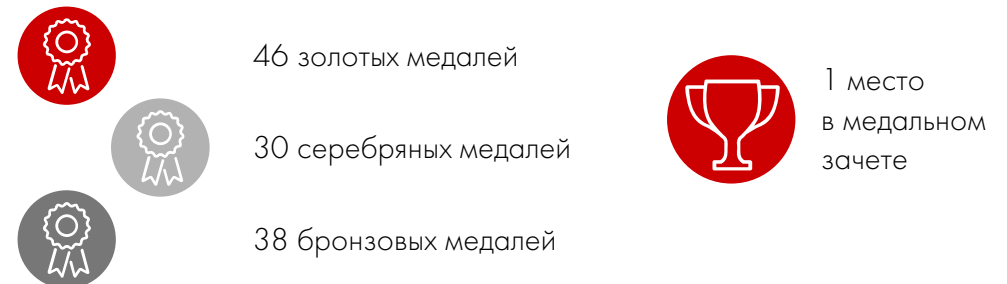 46 золотых медалей
30 серебряных медалей
38 бронзовых медалей
1 место
в медальном
зачете